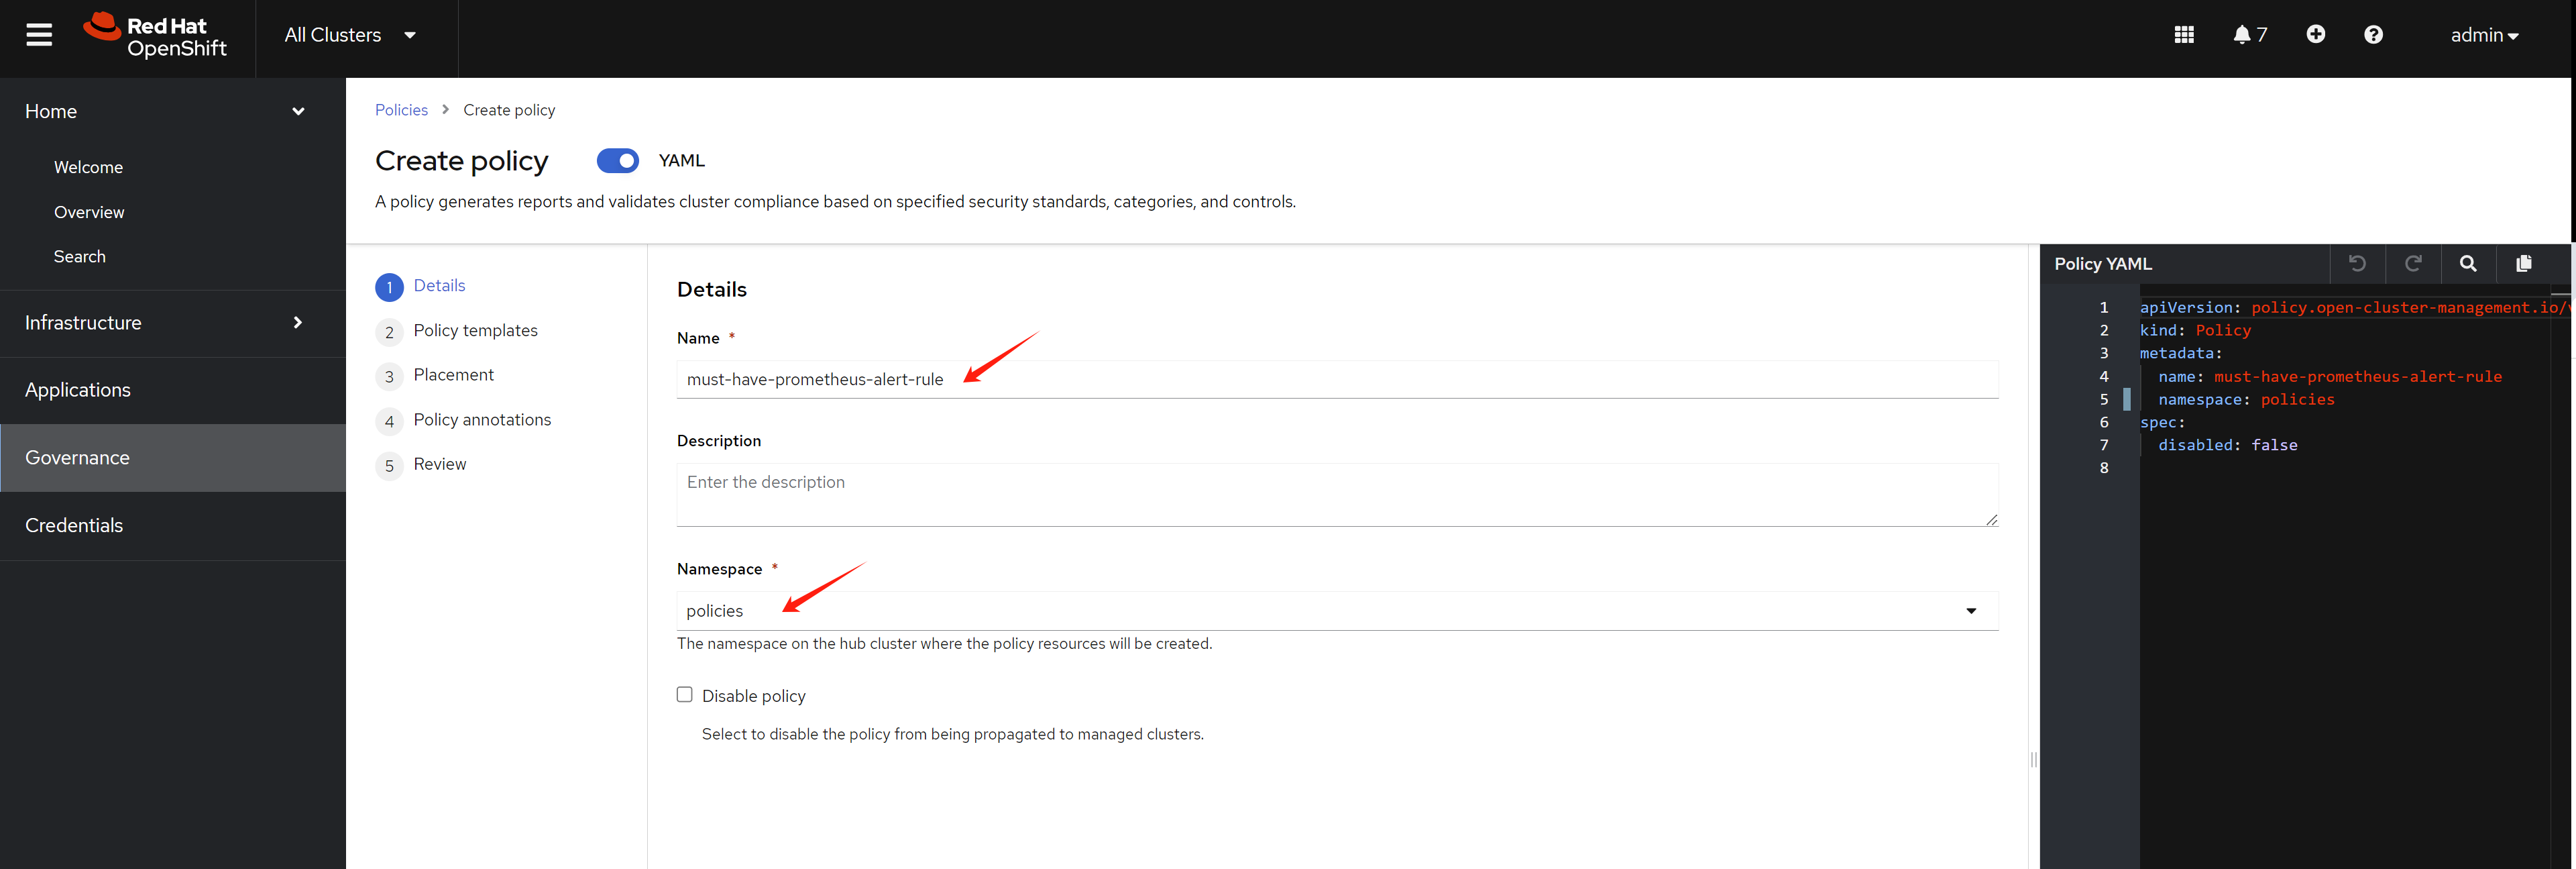 Red Hat
OpenShift
All Clusters
7
admin
Home
Welcome
Overview
Search
Infrastructure
Applications
Governance
Credentials
Policies
Create policy
Create policy
YAML
A policy generates reports and validates cluster compliance based on specified security standards, categories, and controls.
1 Details
2 Policy templates
3 Placement
4 Policy annotations
5 Review
Details
Name *
must-have-prometheus-alert-rule
Description
Enter the description
Namespace *
policies
The namespace on the hub cluster where the policy resources will be created.
Disable policy
Select to disable the policy from being propagated to managed clusters.
Policy YAML
1 apiVersion: policy.open-cluster-management.io/
2 kind: Policy
3 metadata:
4 name: must-have-prometheus-alert-rule
5 namespace: policies
6 spec:
7 disabled: false
8